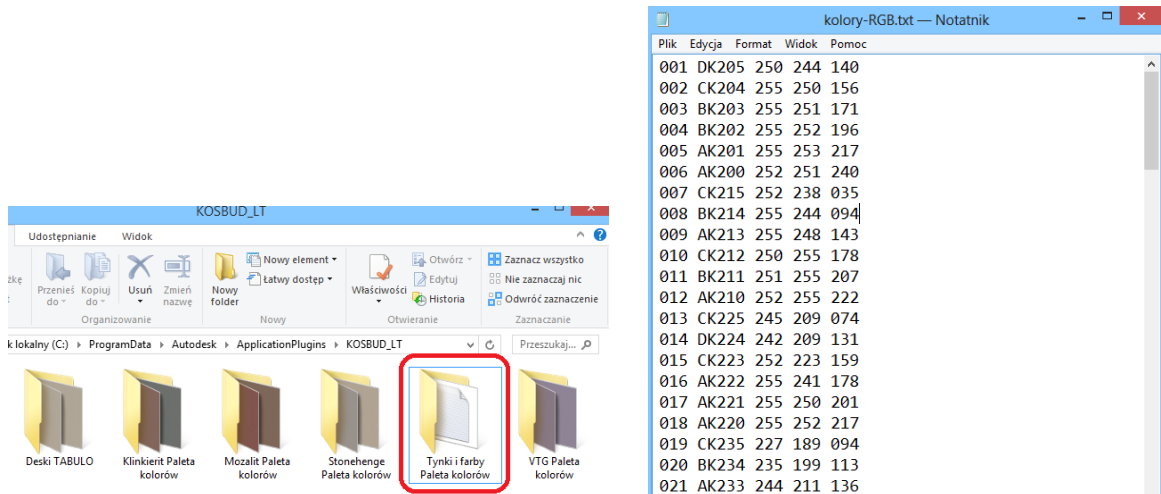 KOSBUD_LT
Udostępnianie Widok
żkę
Przenieś do
Kopiuj do
Usuń
Zmień nazwę
Organizowanie
Nowy folder
Nowy element
Łatwy dostęp
Nowy
Właściwości
Otwórz
Edytuj
Historia
Otwieranie
Zaznacz wszystko
Nie zaznaczaj nic
Odwróć zaznaczenie
Zaznaczanie
k lokalny (C:) ProgramData Autodesk ApplicationPlugins KOSBUD_LT
Przeszukaj...
Deski TABULO
Klinkierit Paleta
kolorów
Mozalit Paleta
kolorów
Stonehenge
Paleta kolorów
Tynki i farby
Paleta kolorów
VTG Paleta
kolorów
kolory-RGB.txt — Notatnik
Plik Edycja Format Widok Pomoc
001 DK205 250 244 140
002 CK204 255 250 156
003 BK203 255 251 171
004 BK202 255 252 196
005 AK201 255 253 217
006 AK200 252 251 240
007 CK215 252 238 035
008 BK214 255 244 094
009 AK213 255 248 143
010 CK212 250 255 178
011 BK211 251 255 207
012 AK210 252 255 222
013 CK225 245 209 074
014 DK224 242 209 131
015 CK223 252 223 159
016 AK222 255 241 178
017 AK221 255 250 201
018 AK220 255 252 217
019 CK235 227 189 094
020 BK234 235 199 113
021 AK233 244 211 136